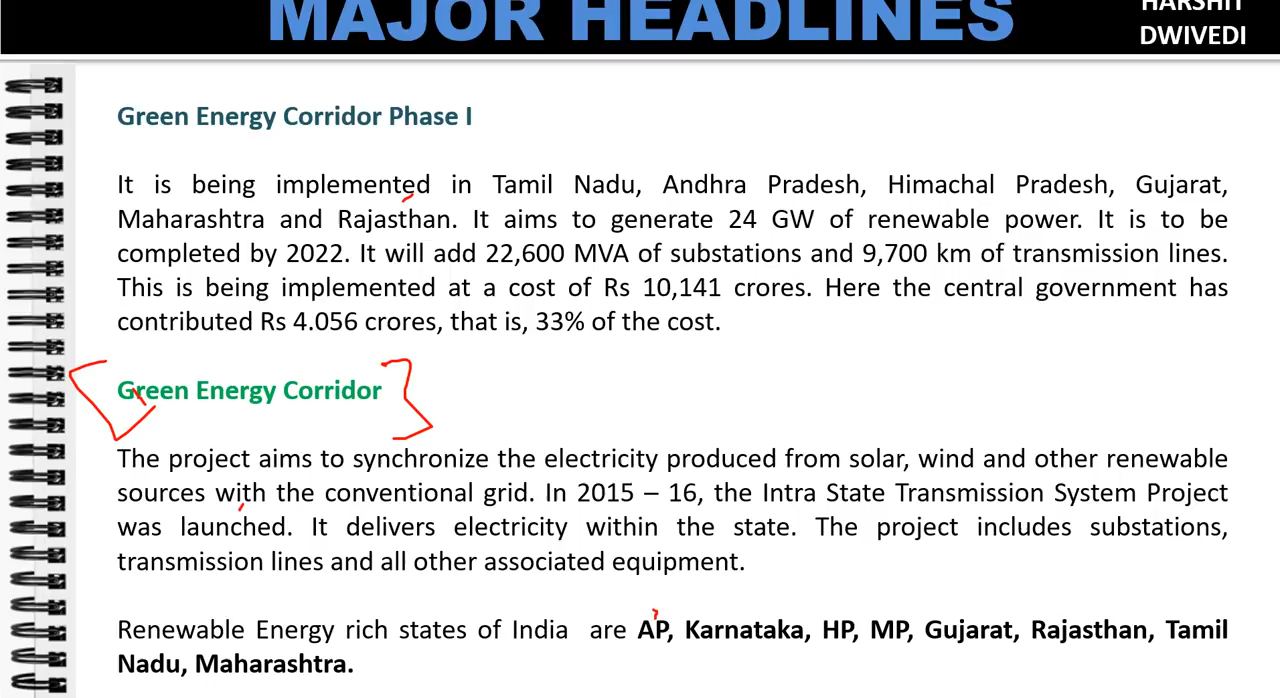 MAJOR HEADLINES
HARSHIT
DWIVEDI
Green Energy Corridor Phase I
It is being implemented in Tamil Nadu, Andhra Pradesh, Himachal Pradesh, Gujarat,
Maharashtra and Rajasthan. It aims to generate 24 GW of renewable power. It is to be
completed by 2022. It will add 22,600 MVA of substations and 9,700 km of transmission lines.
This is being implemented at a cost of Rs 10,141 crores. Here the central government has
contributed Rs 4.056 crores, that is, 33% of the cost.
Green Energy Corridor
The project aims to synchronize the electricity produced from solar, wind and other renewable
sources with the conventional grid. In 2015 – 16, the Intra State Transmission System Project
was launched. It delivers electricity within the state. The project includes substations,
transmission lines and all other associated equipment.
Renewable Energy rich states of India are AP, Karnataka, HP, MP, Gujarat, Rajasthan, Tamil
Nadu, Maharashtra.